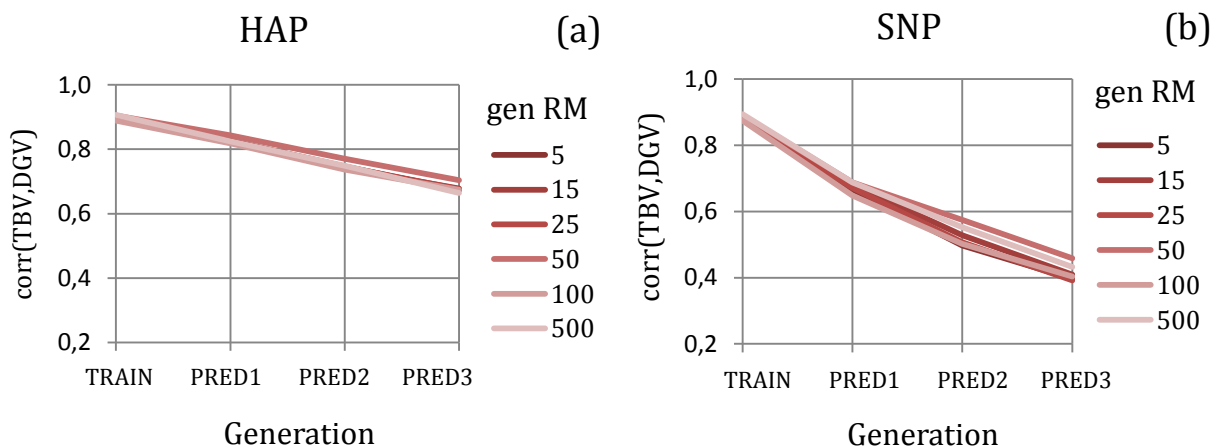 HAP
(a)
1,0
0,8
0,6
0,4
0,2
corr(TBV,DGV)
TRAIN PRED1 PRED2 PRED3
Generation
gen RM
5
15
25
50
100
500
SNP
(b)
1,0
0,8
0,6
0,4
0,2
corr(TBV,DGV)
TRAIN PRED1 PRED2 PRED3
Generation
gen RM
5
15
25
50
100
500